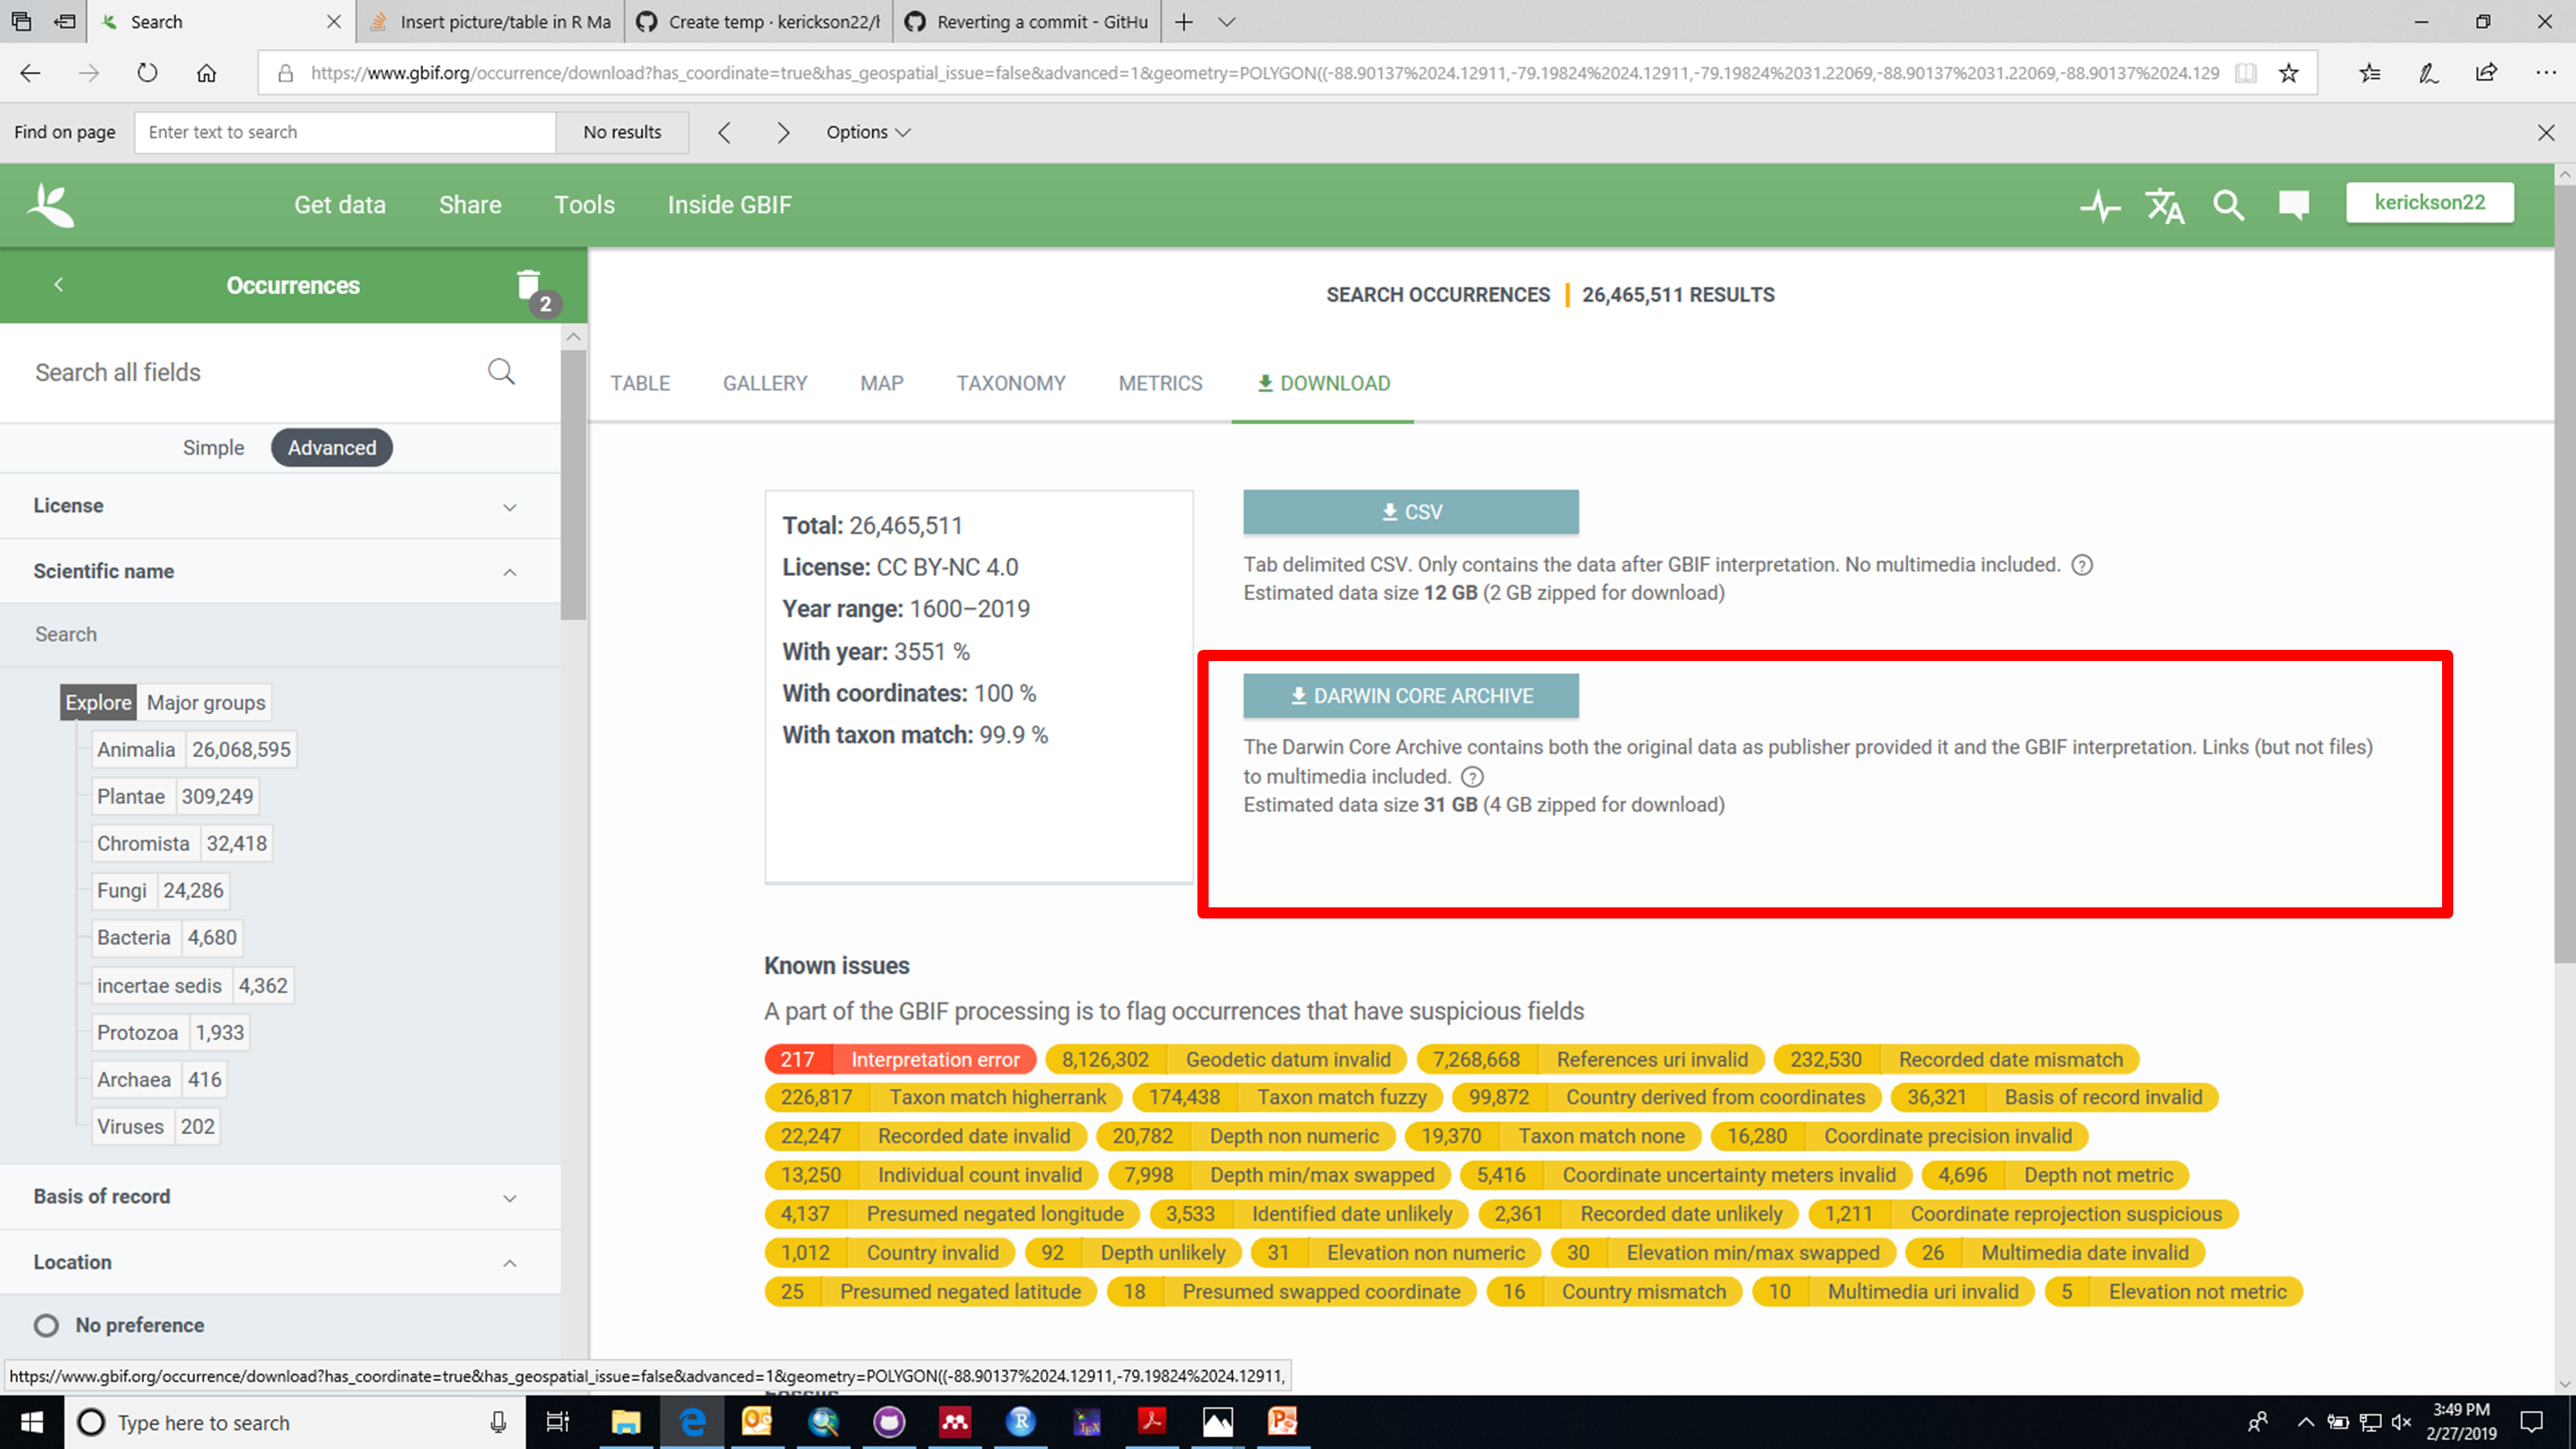 Search
Insert picture/table in R Ma
Create temp · kerickson22/h
Reverting a commit - GitHu
https://www.gbif.org/occurrence/download?has_coordinate=true&has_geospatial_issue=false&advanced=1&geometry=POLYGON((-88.90137%2024.12911,-79.19824%2024.12911,-79.19824%2031.22069,-88.90137%2031.22069,-88.90137%2024.129
Find on page
Enter text to search
No results
Options
Get data
Share
Tools
Inside GBIF
kerickson22
Occurrences
2
SEARCH OCCURRENCES | 26,465,511 RESULTS
Search all fields
TABLE
GALLERY
MAP
TAXONOMY
METRICS
DOWNLOAD
Simple
Advanced
License
Scientific name
Search
Explore Major groups
Animalia 26,068,595
Plantae 309,249
Chromista 32,418
Fungi 24,286
Bacteria 4,680
incertae sedis 4,362
Protozoa 1,933
Archaea 416
Viruses 202
Basis of record
Location
No preference
Total: 26,465,511
License: CC BY-NC 4.0
Year range: 1600–2019
With year: 3551 %
With coordinates: 100 %
With taxon match: 99.9 %
CSV
Tab delimited CSV. Only contains the data after GBIF interpretation. No multimedia included. ?
Estimated data size 12 GB (2 GB zipped for download)
DARWIN CORE ARCHIVE
The Darwin Core Archive contains both the original data as publisher provided it and the GBIF interpretation. Links (but not files)
to multimedia included. ?
Estimated data size 31 GB (4 GB zipped for download)
Known issues
A part of the GBIF processing is to flag occurrences that have suspicious fields
217 Interpretation error 8,126,302 Geodetic datum invalid 7,268,668 References uri invalid 232,530 Recorded date mismatch
226,817 Taxon match higherrank 174,438 Taxon match fuzzy 99,872 Country derived from coordinates 36,321 Basis of record invalid
22,247 Recorded date invalid 20,782 Depth non numeric 19,370 Taxon match none 16,280 Coordinate precision invalid
13,250 Individual count invalid 7,998 Depth min/max swapped 5,416 Coordinate uncertainty meters invalid 4,696 Depth not metric
4,137 Presumed negated longitude 3,533 Identified date unlikely 2,361 Recorded date unlikely 1,211 Coordinate reprojection suspicious
1,012 Country invalid 92 Depth unlikely 31 Elevation non numeric 30 Elevation min/max swapped 26 Multimedia date invalid
25 Presumed negated latitude 18 Presumed swapped coordinate 16 Country mismatch 10 Multimedia uri invalid 5 Elevation not metric
https://www.gbif.org/occurrence/download?has_coordinate=true&has_geospatial_issue=false&advanced=1&geometry=POLYGON((-88.90137%2024.12911,-79.19824%2024.12911,
Type here to search
3:49 PM
2/27/2019